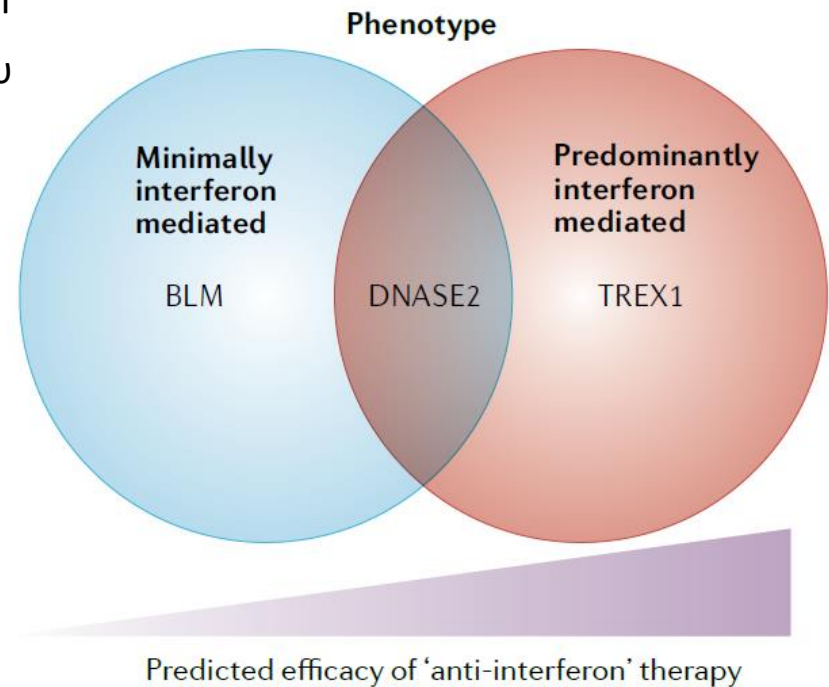 Phenotype
Minimally
interferon
mediated
Predominantly
interferon
mediated
BLM
DNASE2
TREX1
Predicted efficacy of ‘anti-interferon’ therapy